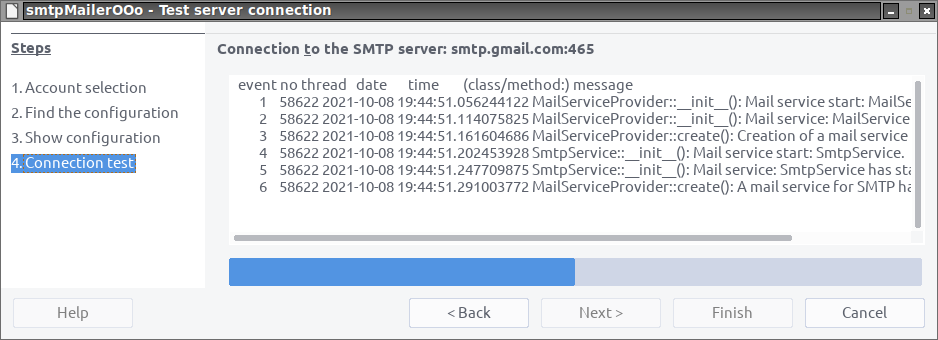 smtpMailerOOo - Test server connection
Steps
1. Account selection
2. Find the configuration
3. Show configuration
4. Connection test
Connection to the SMTP server: smtp.gmail.com:465
event no thread date time (class/method:) message
1 58622 2021-10-08 19:44:51.056244122 MailServiceProvider::__init__(): Mail service start: MailSe
2 58622 2021-10-08 19:44:51.114075825 MailServiceProvider::__init__(): Mail service: MailService
3 58622 2021-10-08 19:44:51.161604686 MailServiceProvider::create(): Creation of a mail service
4 58622 2021-10-08 19:44:51.202453928 SmtpService::__init__(): Mail service start: SmtpService.
5 58622 2021-10-08 19:44:51.247709875 SmtpService::__init__(): Mail service: SmtpService has sta
6 58622 2021-10-08 19:44:51.291003772 MailServiceProvider::create(): A mail service for SMTP ha
Help
< Back
Next >
Finish
Cancel